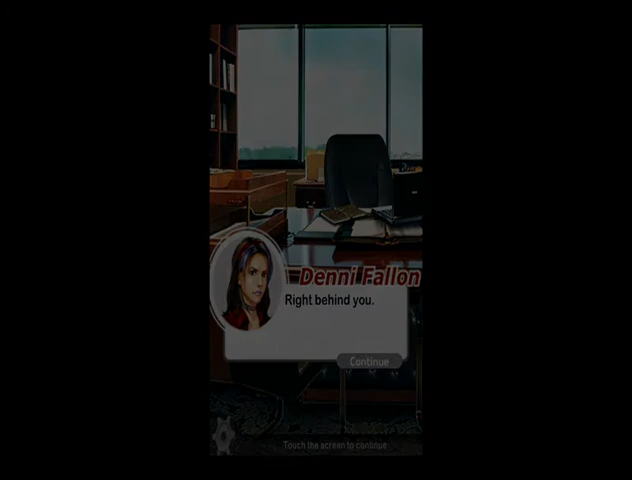 Denni Fallon
Right behind you.
Continue
Touch the screen to continue